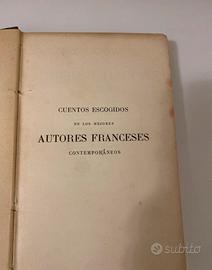 CUENTOS ESCOGIDOS
DE LOS MEJORES
AUTORES FRANCESES
CONTEMPORÁNEOS
subito